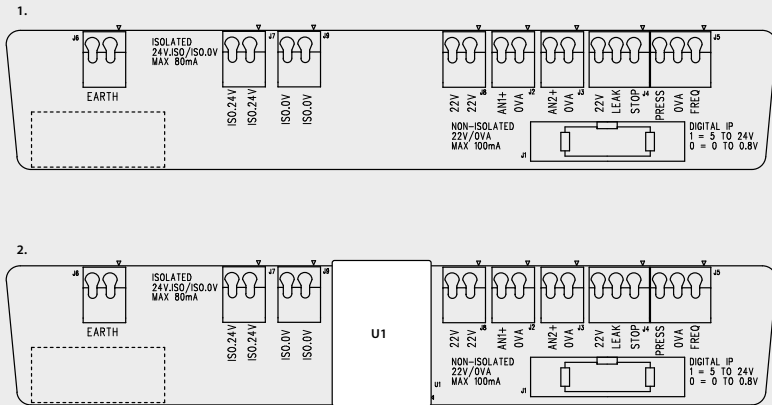 1.
J6
EARTH
ISOLATED
24V.ISO/ISO.0V
MAX 80mA
J7
ISO.24V
ISO.24V
J9
ISO.0V
ISO.0V
J8
22V
22V
J2
AN1+
0VA
J3
AN2+
0VA
J4
22V
LEAK
STOP
J5
PRESS
0VA
FREQ
NON-ISOLATED
22V/0VA
MAX 100mA
J1
DIGITAL IP
1 = 5 TO 24V
0 = 0 TO 0.8V
2.
J6
EARTH
ISOLATED
24V.ISO/ISO.0V
MAX 80mA
J7
ISO.24V
ISO.24V
J9
ISO.0V
ISO.0V
U1
U1
4
J8
22V
22V
J2
AN1+
0VA
J3
AN2+
0VA
J4
22V
LEAK
STOP
J5
PRESS
0VA
FREQ
NON-ISOLATED
22V/0VA
MAX 100mA
J1
DIGITAL IP
1 = 5 TO 24V
0 = 0 TO 0.8V